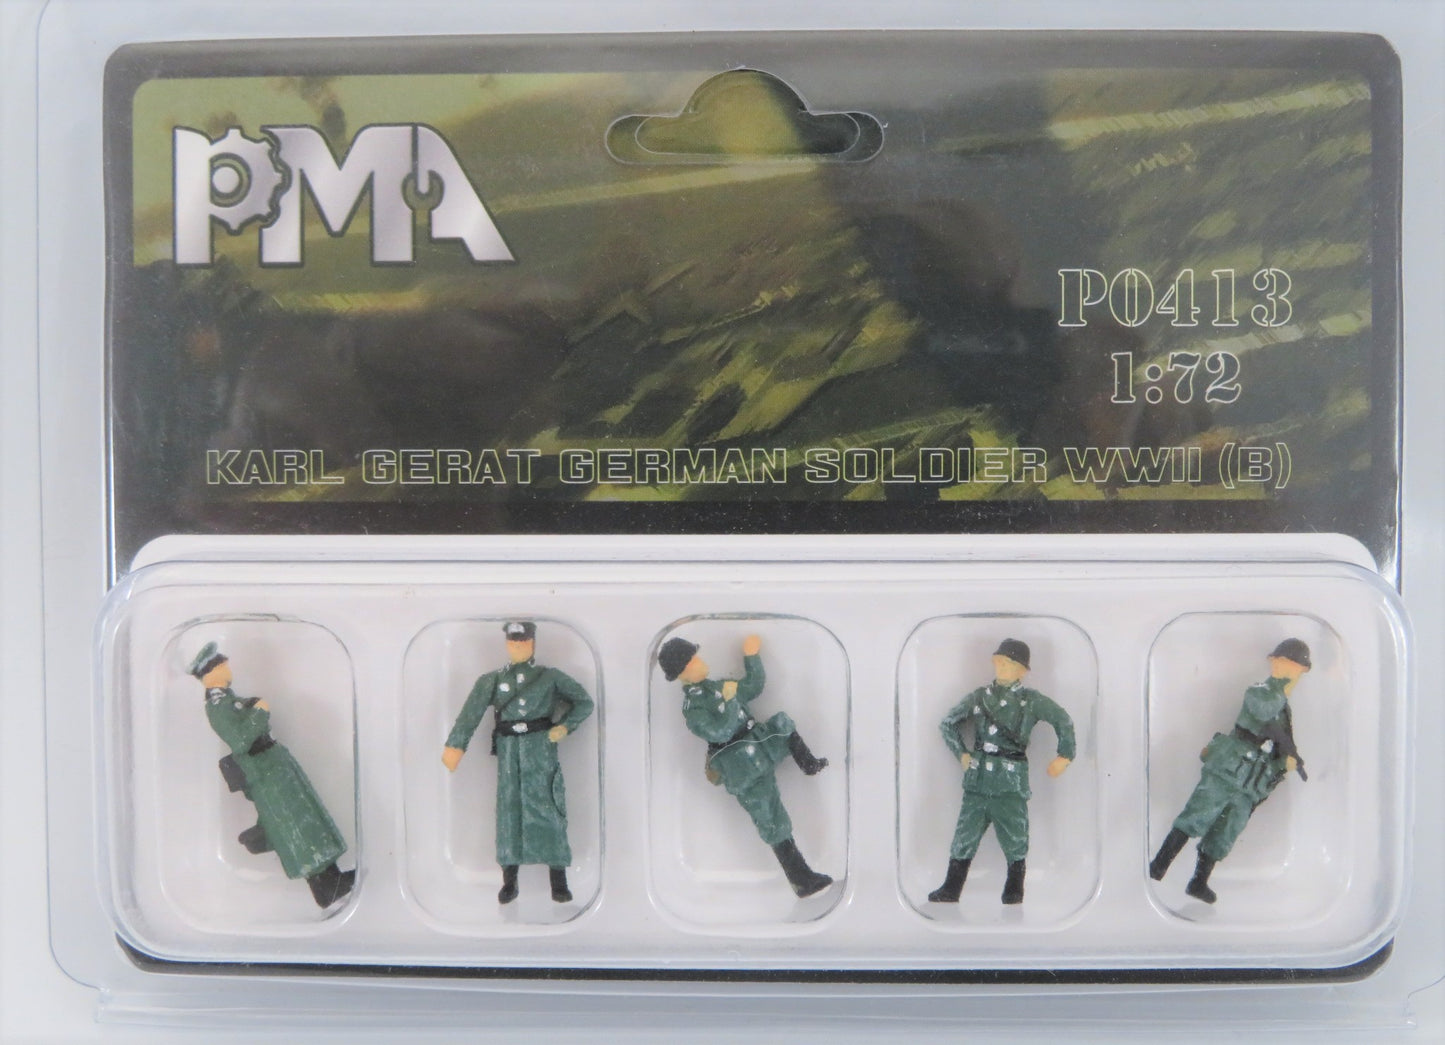 PMA
P0413
1:72
KARL GERAT GERMAN SOLDIER WWII (B)